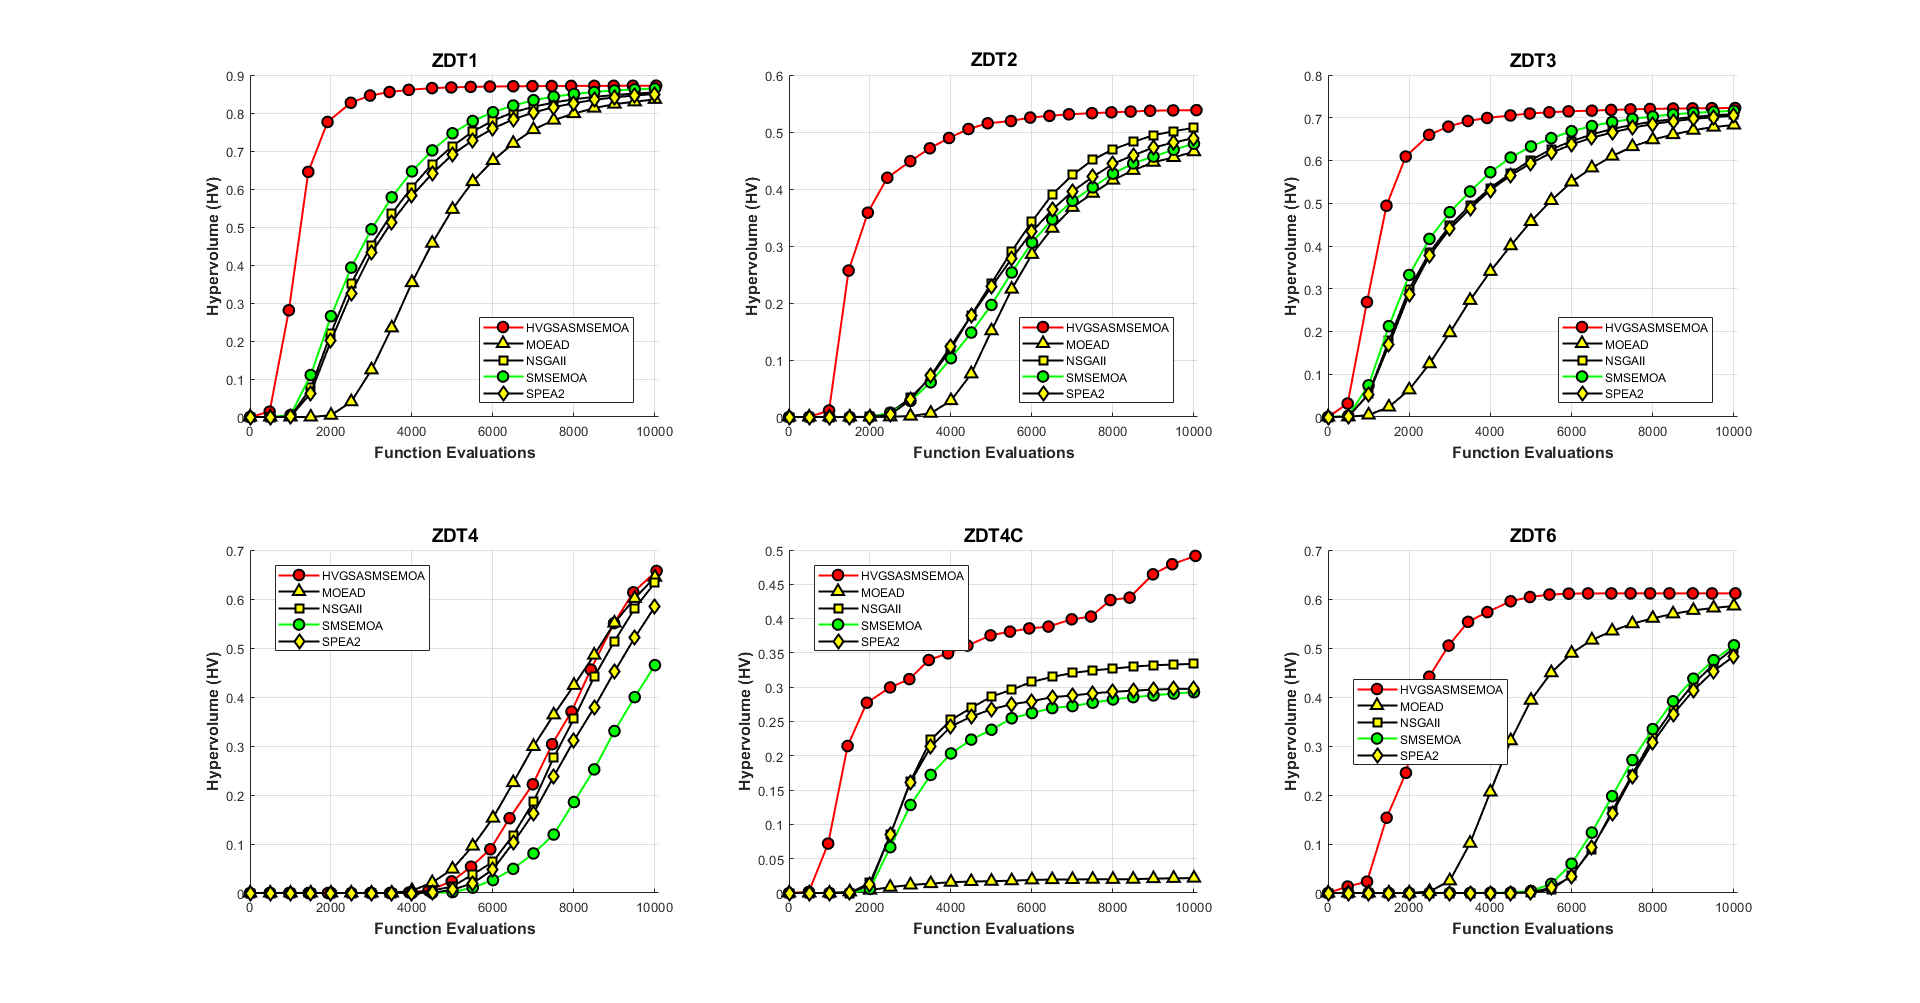 ZDT1
Hypervolume (HV)
0.9
0.8
0.7
0.6
0.5
0.4
0.3
0.2
0.1
0
0 2000 4000 6000 8000 10000
Function Evaluations
HVGSASMSEMOA
MOEAD
NSGAII
SMSEMOA
SPEA2
ZDT2
Hypervolume (HV)
0.6
0.5
0.4
0.3
0.2
0.1
0
0 2000 4000 6000 8000 10000
Function Evaluations
HVGSASMSEMOA
MOEAD
NSGAII
SMSEMOA
SPEA2
ZDT3
Hypervolume (HV)
0.8
0.7
0.6
0.5
0.4
0.3
0.2
0.1
0
0 2000 4000 6000 8000 10000
Function Evaluations
HVGSASMSEMOA
MOEAD
NSGAII
SMSEMOA
SPEA2
ZDT4
Hypervolume (HV)
0.7
0.6
0.5
0.4
0.3
0.2
0.1
0
0 2000 4000 6000 8000 10000
Function Evaluations
HVGSASMSEMOA
MOEAD
NSGAII
SMSEMOA
SPEA2
ZDT4C
Hypervolume (HV)
0.5
0.45
0.4
0.35
0.3
0.25
0.2
0.15
0.1
0.05
0
0 2000 4000 6000 8000 10000
Function Evaluations
HVGSASMSEMOA
MOEAD
NSGAII
SMSEMOA
SPEA2
ZDT6
Hypervolume (HV)
0.7
0.6
0.5
0.4
0.3
0.2
0.1
0
0 2000 4000 6000 8000 10000
Function Evaluations
HVGSASMSEMOA
MOEAD
NSGAII
SMSEMOA
SPEA2